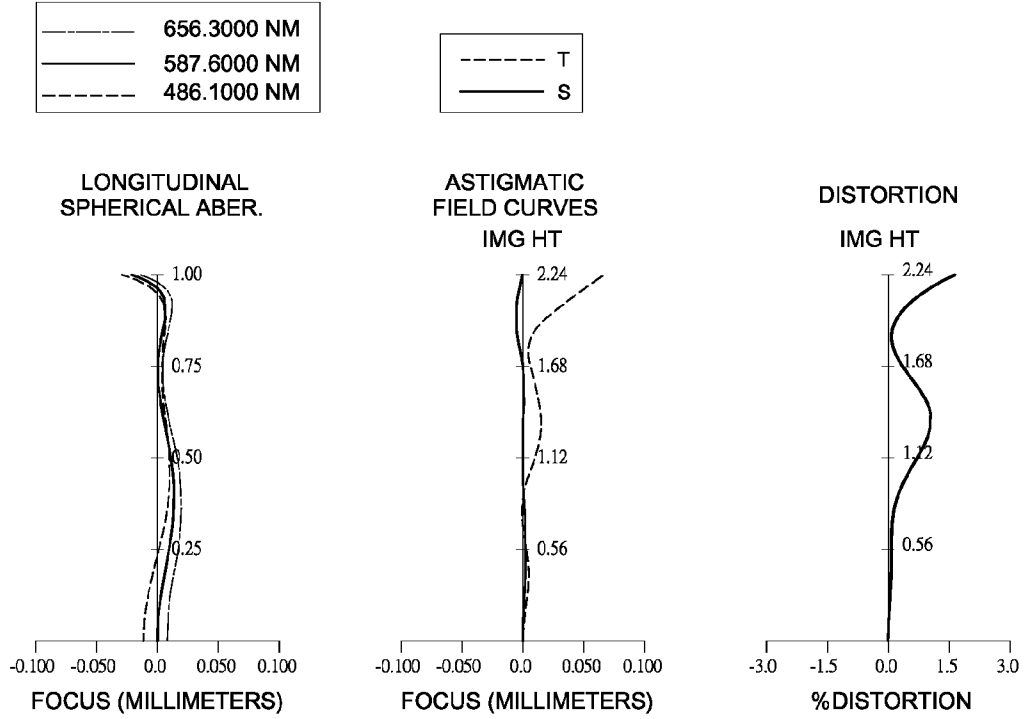 656.3000 NM
587.6000 NM
486.1000 NM
T
S
LONGITUDINAL
SPHERICAL ABER.
1.00
0.75
0.50
0.25
-0.100 -0.050 0.0 0.050 0.100
FOCUS (MILLIMETERS)
ASTIGMATIC
FIELD CURVES
IMG HT
2.24
1.68
1.12
0.56
-0.100 -0.050 0.0 0.050 0.100
FOCUS (MILLIMETERS)
DISTORTION
IMG HT
2.24
1.68
1.12
0.56
-3.0 -1.5 0.0 1.5 3.0
%DISTORTION